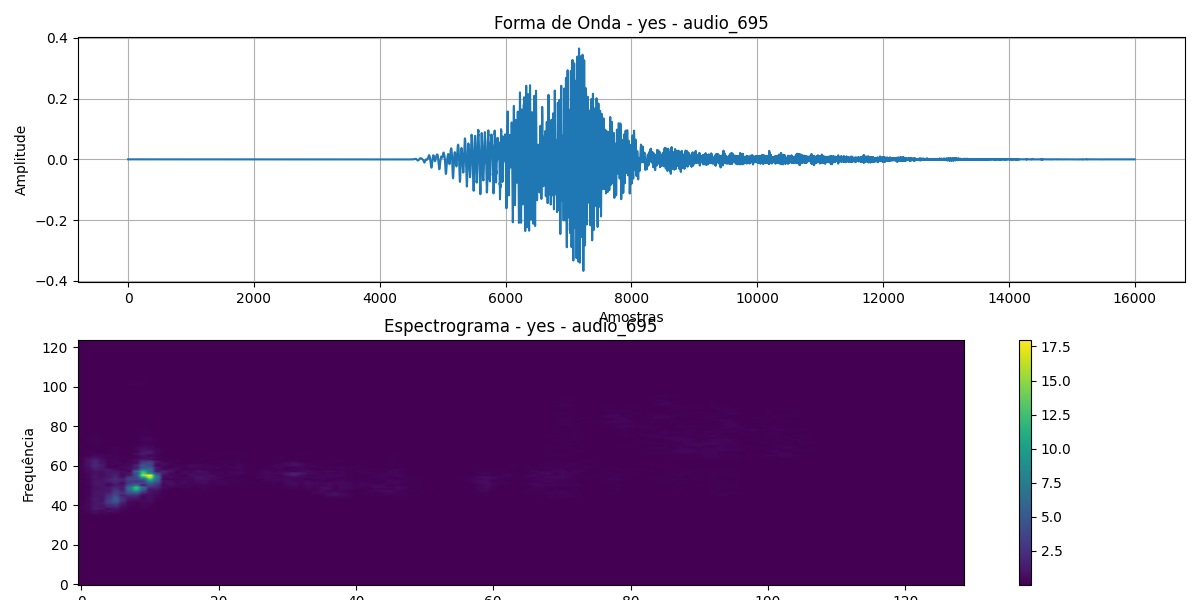 Forma de Onda - yes - audio_695
0.4
0.2
0.0
−0.2
−0.4
Amplitude
0 2000 4000 6000 8000 10000 12000 14000 16000
Amostras
Espectrograma - yes - audio_695
120
100
80
60
40
20
0
Frequência
0 20 40 60 80 100 120
17.5
15.0
12.5
10.0
7.5
5.0
2.5